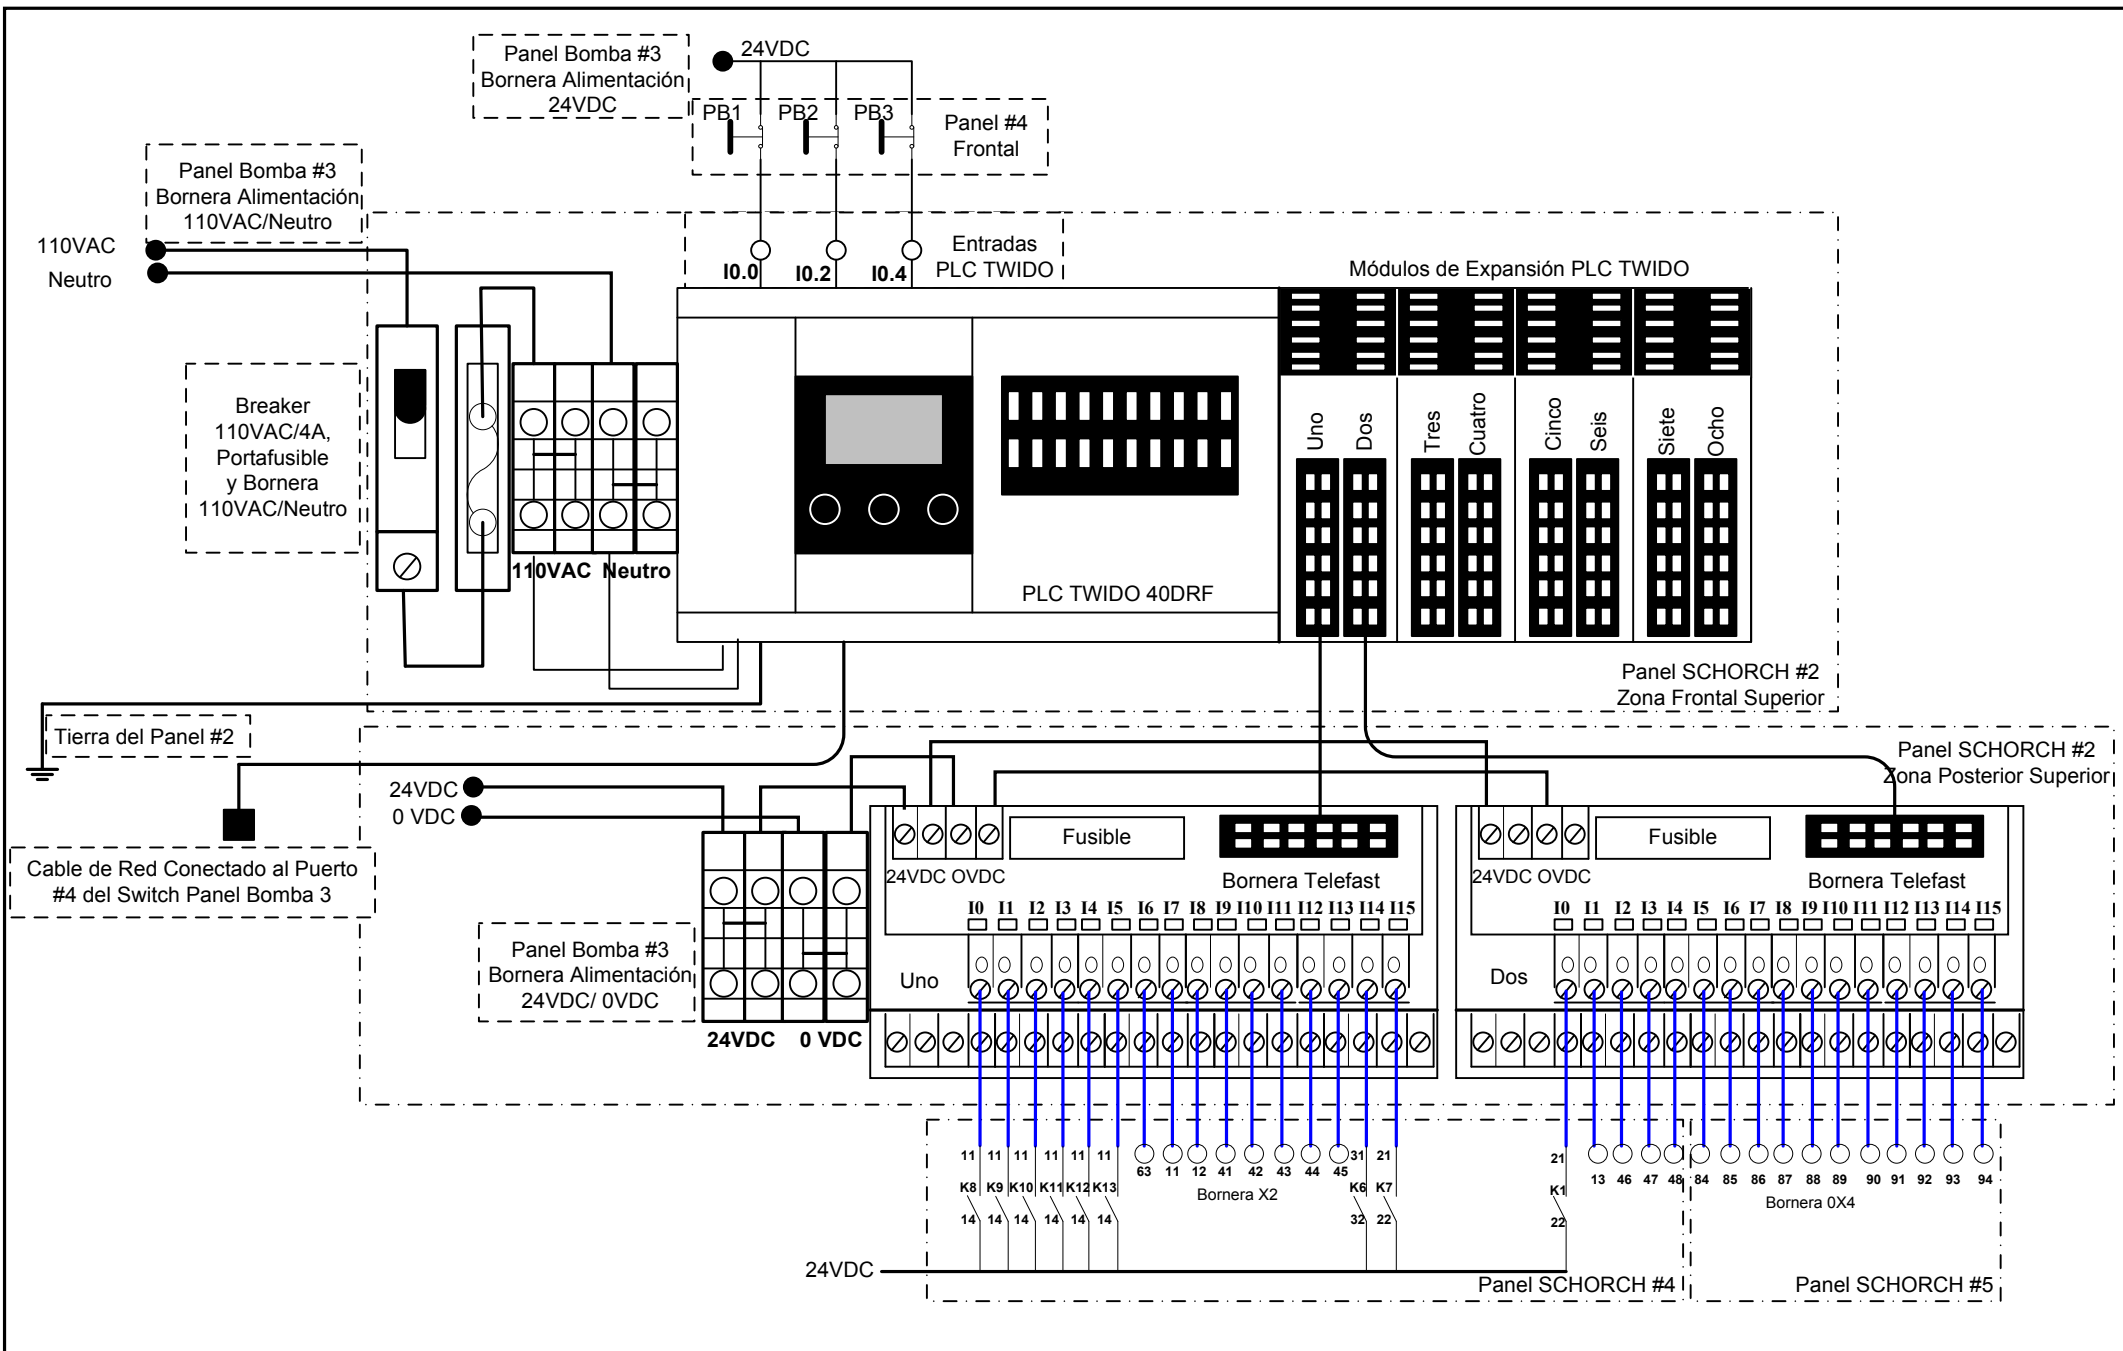 Panel Bomba #3
Bornera Alimentación
24VDC
24VDC
PB1 PB2 PB3
Panel #4
Frontal
Panel Bomba #3
Bornera Alimentación
110VAC/Neutro
110VAC
Neutro
I0.0 I0.2 I0.4
Entradas
PLC TWIDO
Módulos de Expansión PLC TWIDO
Breaker
110VAC/4A,
Portafusible
y Bornera
110VAC/Neutro
110VAC Neutro
PLC TWIDO 40DRF
Uno
Dos
Tres
Cuatro
Cinco
Seis
Siete
Ocho
Panel SCHORCH #2
Zona Frontal Superior
Tierra del Panel #2
Panel SCHORCH #2
Zona Posterior Superior
24VDC
0 VDC
Cable de Red Conectado al Puerto
#4 del Switch Panel Bomba 3
Panel Bomba #3
Bornera Alimentación
24VDC/ 0VDC
24VDC 0 VDC
Fusible
24VDC OVDC
Bornera Telefast
I0 I1 I2 I3 I4 I5 I6 I7 I8 I9 I10 I11 I12 I13 I14 I15
Uno
Fusible
24VDC OVDC
Bornera Telefast
I0 I1 I2 I3 I4 I5 I6 I7 I8 I9 I10 I11 I12 I13 I14 I15
Dos
11 11 11 11 11 11 63 11 12 41 42 43 44 45 31 21
K8 K9 K10 K11 K12 K13 Bornera X2 K6 K7
14 14 14 14 14 14 32 22
21 13 46 47 48 84 85 86 87 88 89 90 91 92 93 94
K1 Bornera 0X4
22
24VDC
Panel SCHORCH #4
Panel SCHORCH #5